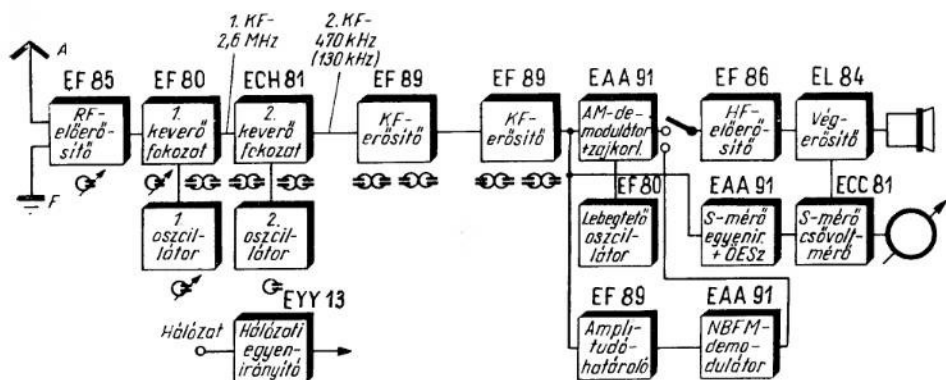 1. KF-
2,6 MHz
2. KF-
470 kHz
(130 kHz)
A
F
EF 85
RF-
előerő-
sítő
EF 80
1.
keverő
fokozat
ECH 81
2.
keverő
fokozat
EF 89
KF-
erősítő
EF 89
KF-
erősítő
EAA 91
AM-de-
modulátor
+zajkorl.
EF 86
HF-
előerő-
sítő
EL 84
Vég-
erősítő
1.
oszcil-
látor
2.
oszcil-
látor
EF 80
Lebegtető
oszcil-
látor
EAA 91
S-mérő
egyenir.
+ ÖESz
ECC 81
S-mérő
csővolt-
mérő
EYY 13
Hálózat
Hálózati
egyen-
irányító
EF 89
Ampli-
tudó-
határoló
EAA 91
NBFM-
demo-
dulátor